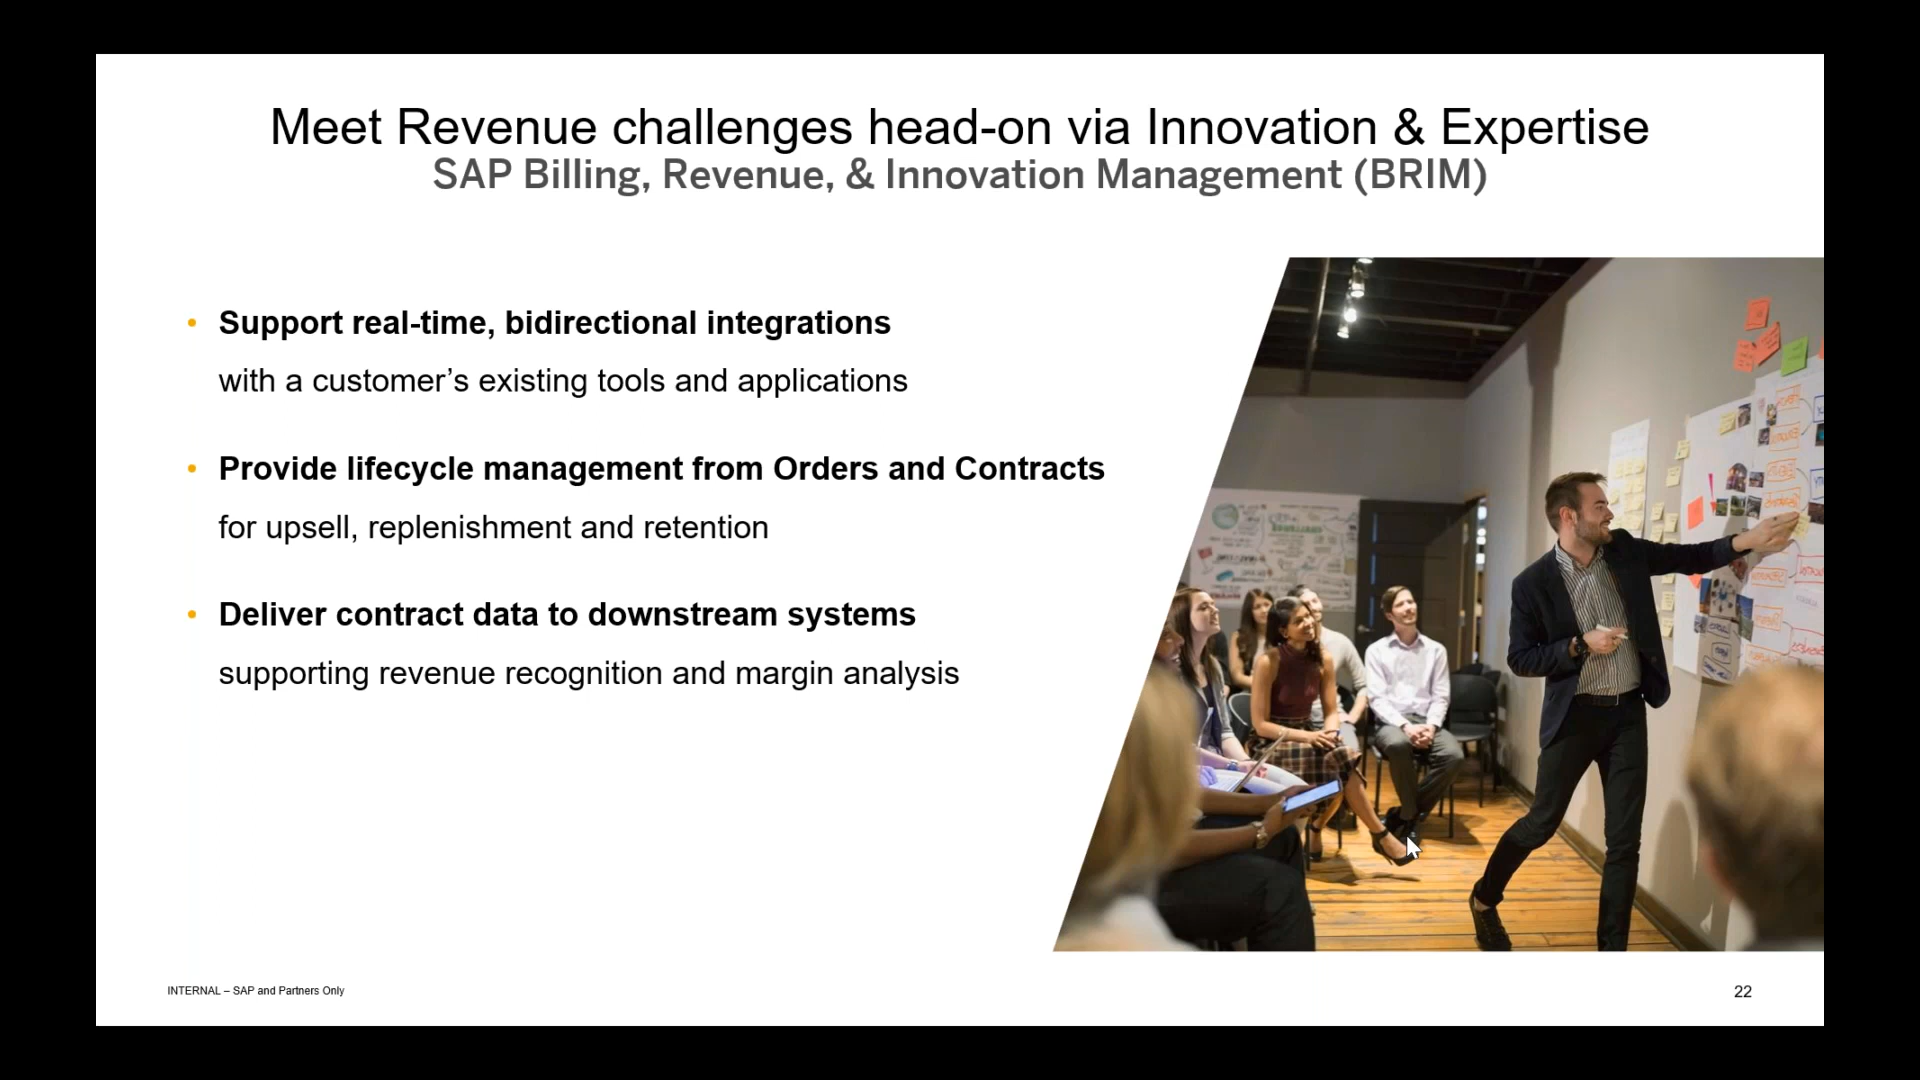 Meet Revenue challenges head-on via Innovation & Expertise
SAP Billing, Revenue, & Innovation Management (BRIM)
• Support real-time, bidirectional integrations
with a customer’s existing tools and applications
• Provide lifecycle management from Orders and Contracts
for upsell, replenishment and retention
• Deliver contract data to downstream systems
supporting revenue recognition and margin analysis
INTERNAL – SAP and Partners Only
22